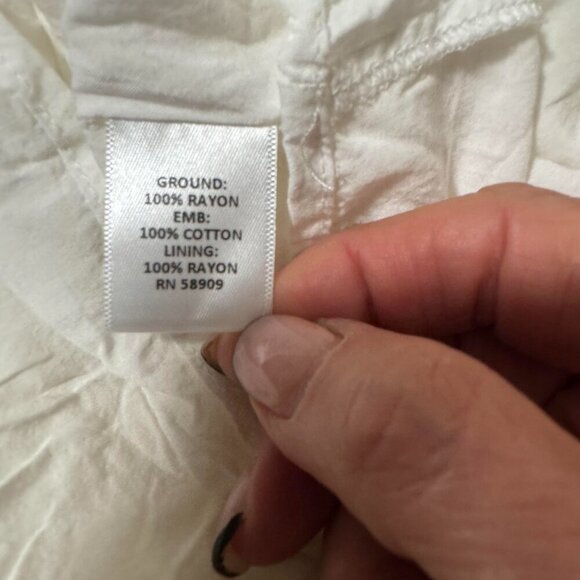 GROUND:
100% RAYON
EMB:
100% COTTON
LINING:
100% RAYON
RN 58909